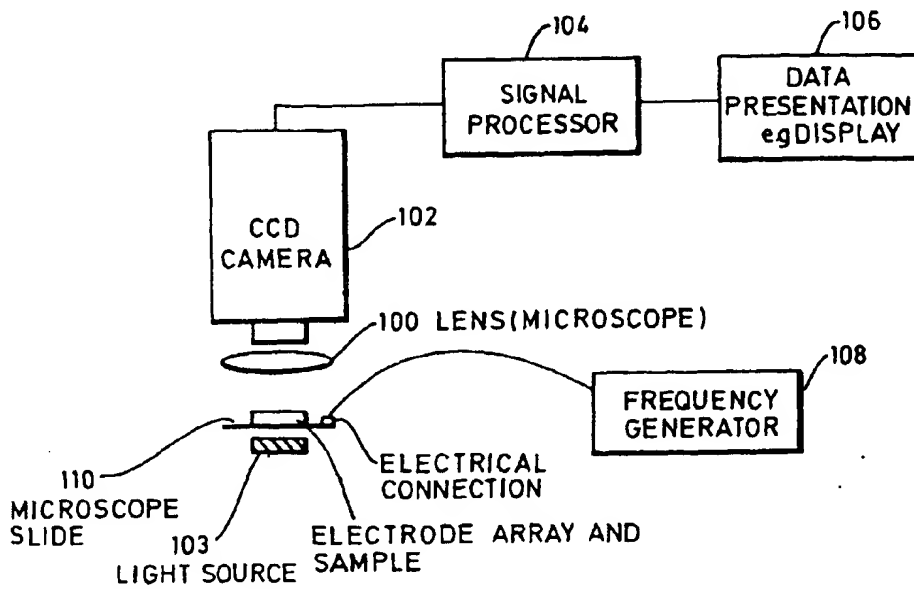 104
106
SIGNAL
PROCESSOR
DATA
PRESENTATION
eg DISPLAY
CCD
CAMERA
102
100 LENS(MICROSCOPE)
108
FREQUENCY
GENERATOR
110
MICROSCOPE
SLIDE
103
LIGHT SOURCE
ELECTRICAL
CONNECTION
ELECTRODE ARRAY AND
SAMPLE